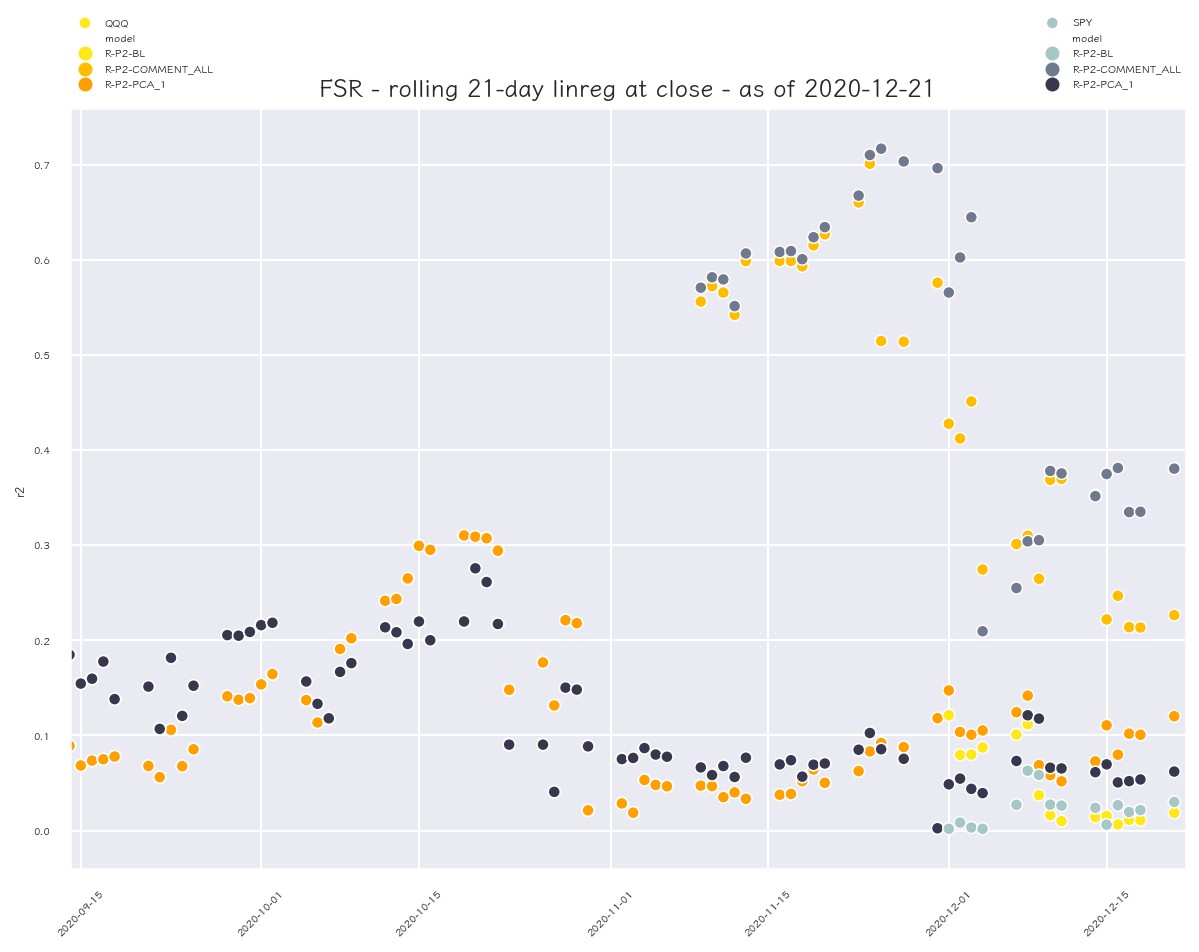 QQQ
model
R-P2-BL
R-P2-COMMENT_ALL
R-P2-PCA_1
SPY
model
R-P2-BL
R-P2-COMMENT_ALL
R-P2-PCA_1
FSR - rolling 21-day linreg at close - as of 2020-12-21
0.7
0.6
0.5
0.4
r2
0.3
0.2
0.1
0.0
2020-09-15
2020-10-01
2020-10-15
2020-11-01
2020-11-15
2020-12-01
2020-12-15